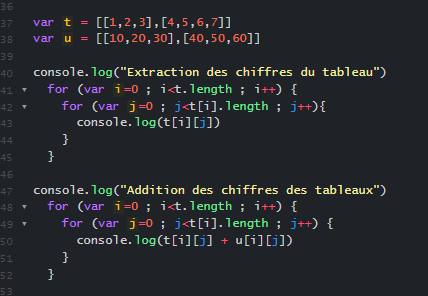 36
37 var t = [[1,2,3],[4,5,6,7]]
38 var u = [[10,20,30],[40,50,60]]
39
40 console.log("Extraction des chiffres du tableau")
41 ▾ for (var i=0 ; i<t.length ; i++) {
42 ▾ for (var j=0 ; j<t[i].length ; j++){
43 console.log(t[i][j])
44 }
45 }
46
47 console.log("Addition des chiffres des tableaux")
48 ▾ for (var i=0 ; i<t.length ; i++) {
49 ▾ for (var j=0 ; j<t[i].length ; j++) {
50 console.log(t[i][j] + u[i][j])
51 }
52 }
53